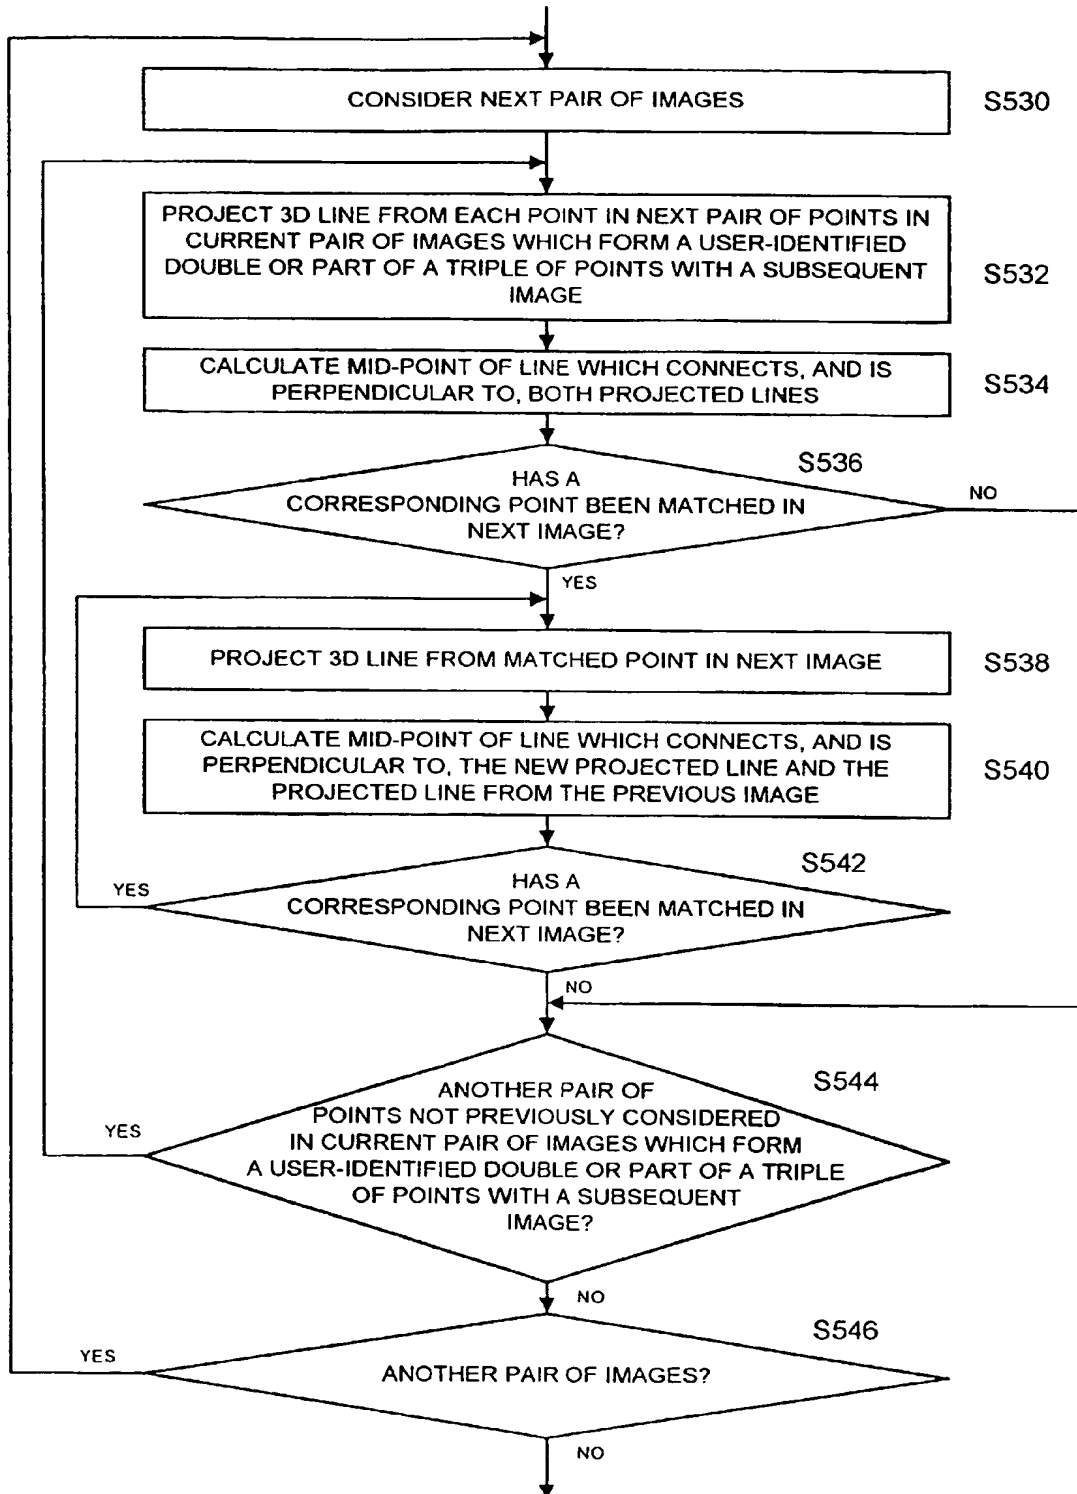 CONSIDER NEXT PAIR OF IMAGES
S530
PROJECT 3D LINE FROM EACH POINT IN NEXT PAIR OF POINTS IN
CURRENT PAIR OF IMAGES WHICH FORM A USER-IDENTIFIED
DOUBLE OR PART OF A TRIPLE OF POINTS WITH A SUBSEQUENT
IMAGE
S532
CALCULATE MID-POINT OF LINE WHICH CONNECTS, AND IS
PERPENDICULAR TO, BOTH PROJECTED LINES
S534
S536
HAS A
CORRESPONDING POINT BEEN MATCHED IN
NEXT IMAGE?
NO
YES
PROJECT 3D LINE FROM MATCHED POINT IN NEXT IMAGE
S538
CALCULATE MID-POINT OF LINE WHICH CONNECTS, AND IS
PERPENDICULAR TO, THE NEW PROJECTED LINE AND THE
PROJECTED LINE FROM THE PREVIOUS IMAGE
S540
S542
YES
HAS A
CORRESPONDING POINT BEEN MATCHED IN
NEXT IMAGE?
NO
S544
YES
ANOTHER PAIR OF
POINTS NOT PREVIOUSLY CONSIDERED
IN CURRENT PAIR OF IMAGES WHICH FORM
A USER-IDENTIFIED DOUBLE OR PART OF A TRIPLE
OF POINTS WITH A SUBSEQUENT
IMAGE?
NO
S546
YES
ANOTHER PAIR OF IMAGES?
NO